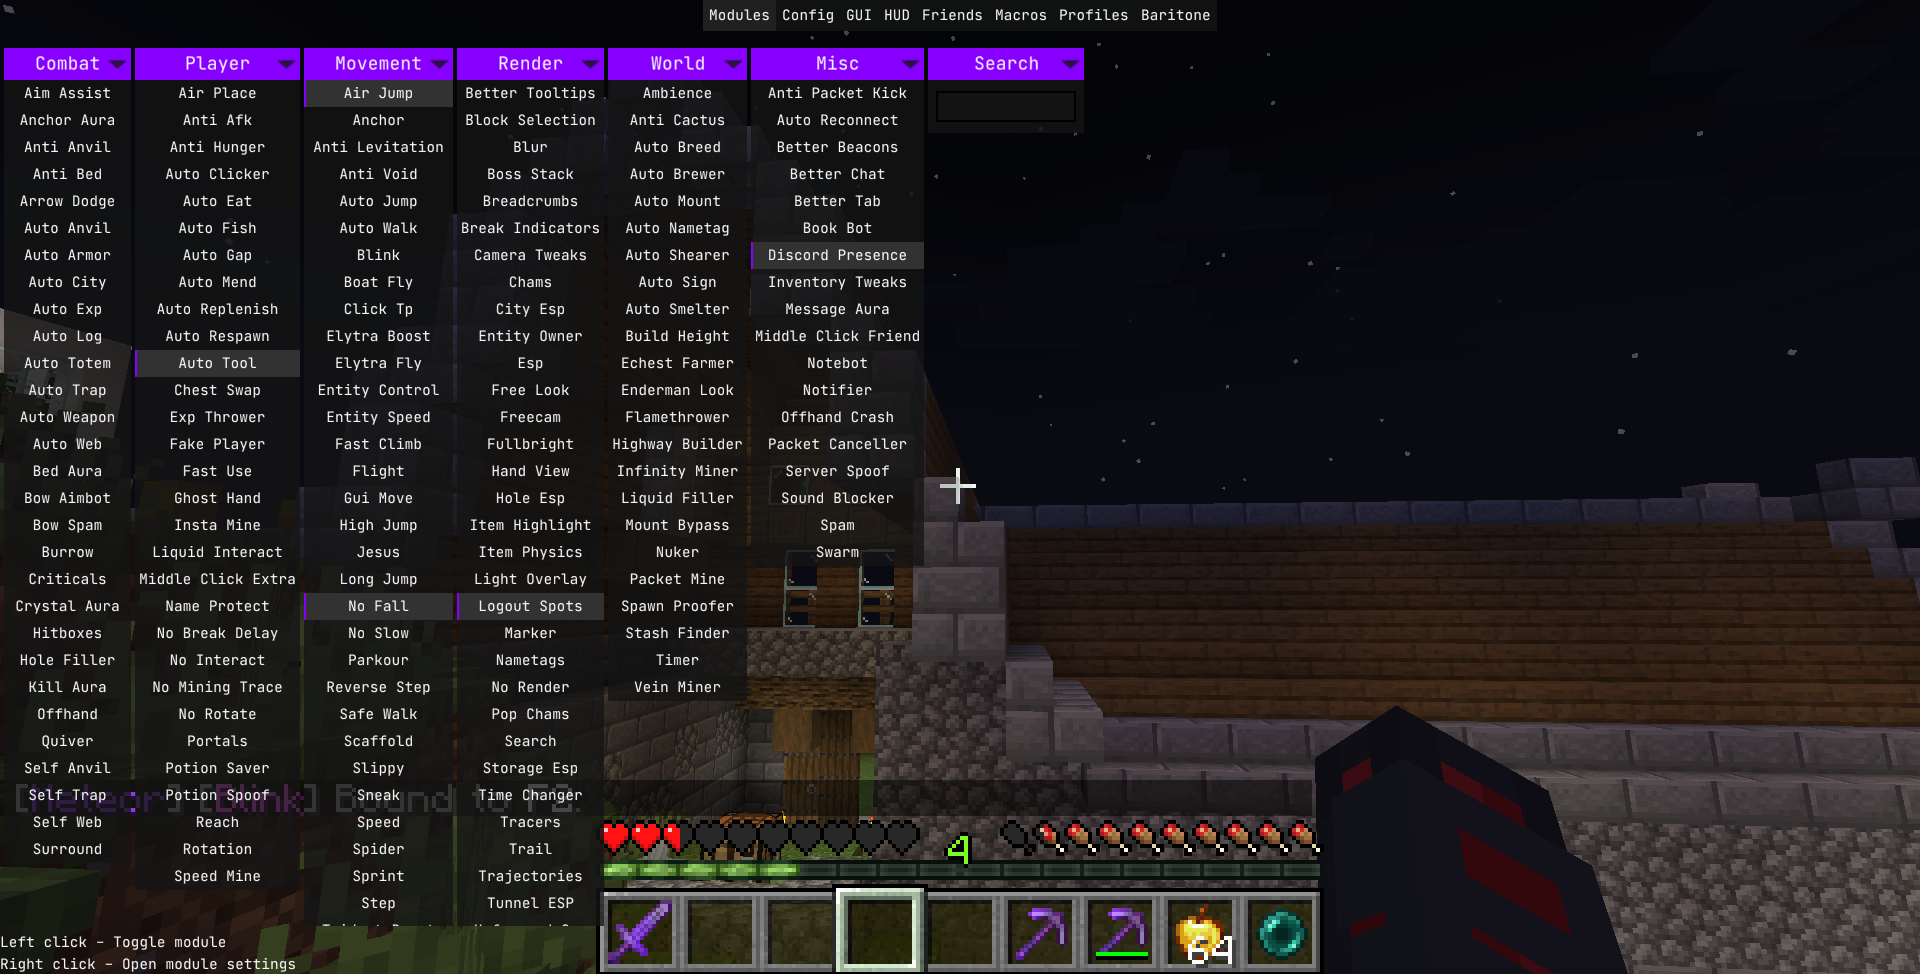 Modules Config GUI HUD Friends Macros Profiles Baritone
Combat
Aim Assist
Anchor Aura
Anti Anvil
Anti Bed
Arrow Dodge
Auto Anvil
Auto Armor
Auto City
Auto Exp
Auto Log
Auto Totem
Auto Trap
Auto Weapon
Auto Web
Bed Aura
Bow Aimbot
Bow Spam
Burrow
Criticals
Crystal Aura
Hitboxes
Hole Filler
Kill Aura
Offhand
Quiver
Self Anvil
Self Trap
Self Web
Surround
Player
Air Place
Anti Afk
Anti Hunger
Auto Clicker
Auto Eat
Auto Fish
Auto Gap
Auto Mend
Auto Replenish
Auto Respawn
Auto Tool
Chest Swap
Exp Thrower
Fake Player
Fast Use
Ghost Hand
Insta Mine
Liquid Interact
Middle Click Extra
Name Protect
No Break Delay
No Interact
No Mining Trace
No Rotate
Portals
Potion Saver
Potion Spoof
Reach
Rotation
Speed Mine
Movement
Air Jump
Anchor
Anti Levitation
Anti Void
Auto Jump
Auto Walk
Blink
Boat Fly
Click Tp
Elytra Boost
Elytra Fly
Entity Control
Entity Speed
Fast Climb
Flight
Gui Move
High Jump
Jesus
Long Jump
No Fall
No Slow
Parkour
Reverse Step
Safe Walk
Scaffold
Slippy
Sneak
Speed
Spider
Sprint
Step
Render
Better Tooltips
Block Selection
Blur
Boss Stack
Breadcrumbs
Break Indicators
Camera Tweaks
Chams
City Esp
Entity Owner
Esp
Free Look
Freecam
Fullbright
Hand View
Hole Esp
Item Highlight
Item Physics
Light Overlay
Logout Spots
Marker
Nametags
No Render
Pop Chams
Search
Storage Esp
Time Changer
Tracers
Trail
Trajectories
Tunnel ESP
World
Ambience
Anti Cactus
Auto Breed
Auto Brewer
Auto Mount
Auto Nametag
Auto Shearer
Auto Sign
Auto Smelter
Build Height
Echest Farmer
Enderman Look
Flamethrower
Highway Builder
Infinity Miner
Liquid Filler
Mount Bypass
Nuker
Packet Mine
Spawn Proofer
Stash Finder
Timer
Vein Miner
Misc
Anti Packet Kick
Auto Reconnect
Better Beacons
Better Chat
Better Tab
Book Bot
Discord Presence
Inventory Tweaks
Message Aura
Middle Click Friend
Notebot
Notifier
Offhand Crash
Packet Canceller
Server Spoof
Sound Blocker
Spam
Swarm
Search
[Meteor] [Blink] Bound to F2.
4
64
Left click - Toggle module
Right click - Open module settings